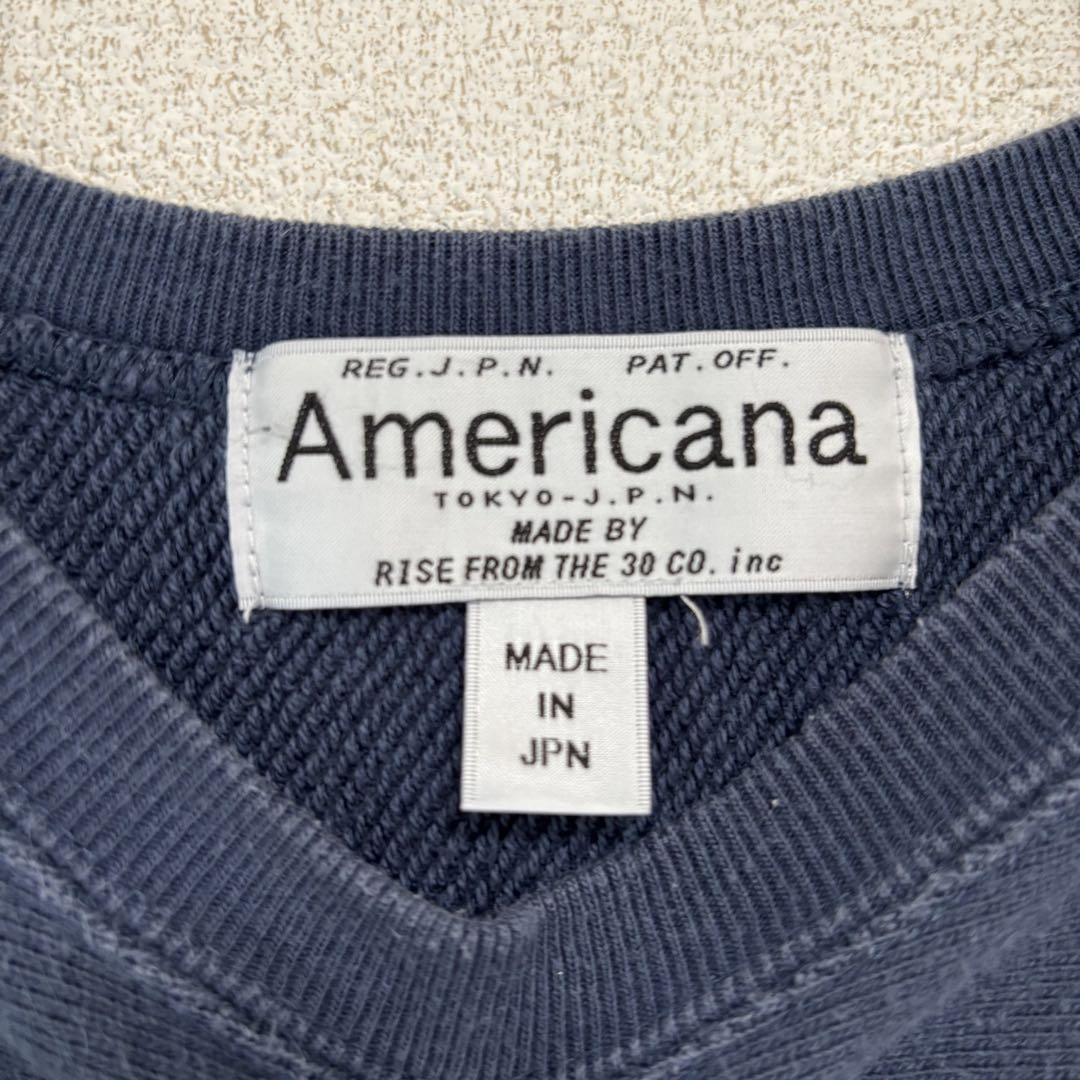 REG.J.P.N. PAT.OFF.
Americana
TOKYO-J.P.N.
MADE BY
RISE FROM THE 30 CO. inc
MADE
IN
JPN